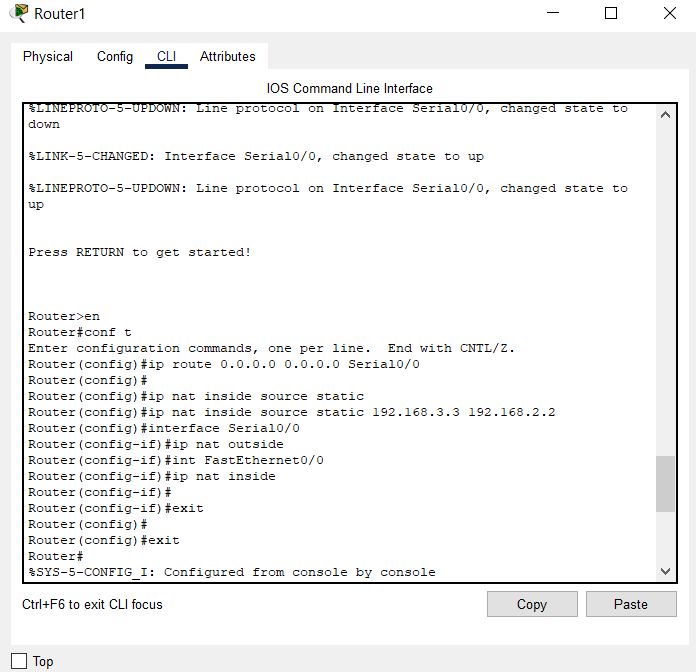 Router1
Physical Config CLI Attributes
IOS Command Line Interface
%LINEPROTO-5-UPDOWN: Line protocol on Interface Serial0/0, changed state to
down
%LINK-5-CHANGED: Interface Serial0/0, changed state to up
%LINEPROTO-5-UPDOWN: Line protocol on Interface Serial0/0, changed state to
up
Press RETURN to get started!
Router>en
Router#conf t
Enter configuration commands, one per line.  End with CNTL/Z.
Router(config)#ip route 0.0.0.0 0.0.0.0 Serial0/0
Router(config)#
Router(config)#ip nat inside source static
Router(config)#ip nat inside source static 192.168.3.3 192.168.2.2
Router(config)#interface Serial0/0
Router(config-if)#ip nat outside
Router(config-if)#int FastEthernet0/0
Router(config-if)#ip nat inside
Router(config-if)#
Router(config-if)#exit
Router(config)#
Router(config)#exit
Router#
%SYS-5-CONFIG_I: Configured from console by console
Ctrl+F6 to exit CLI focus
Copy Paste
Top